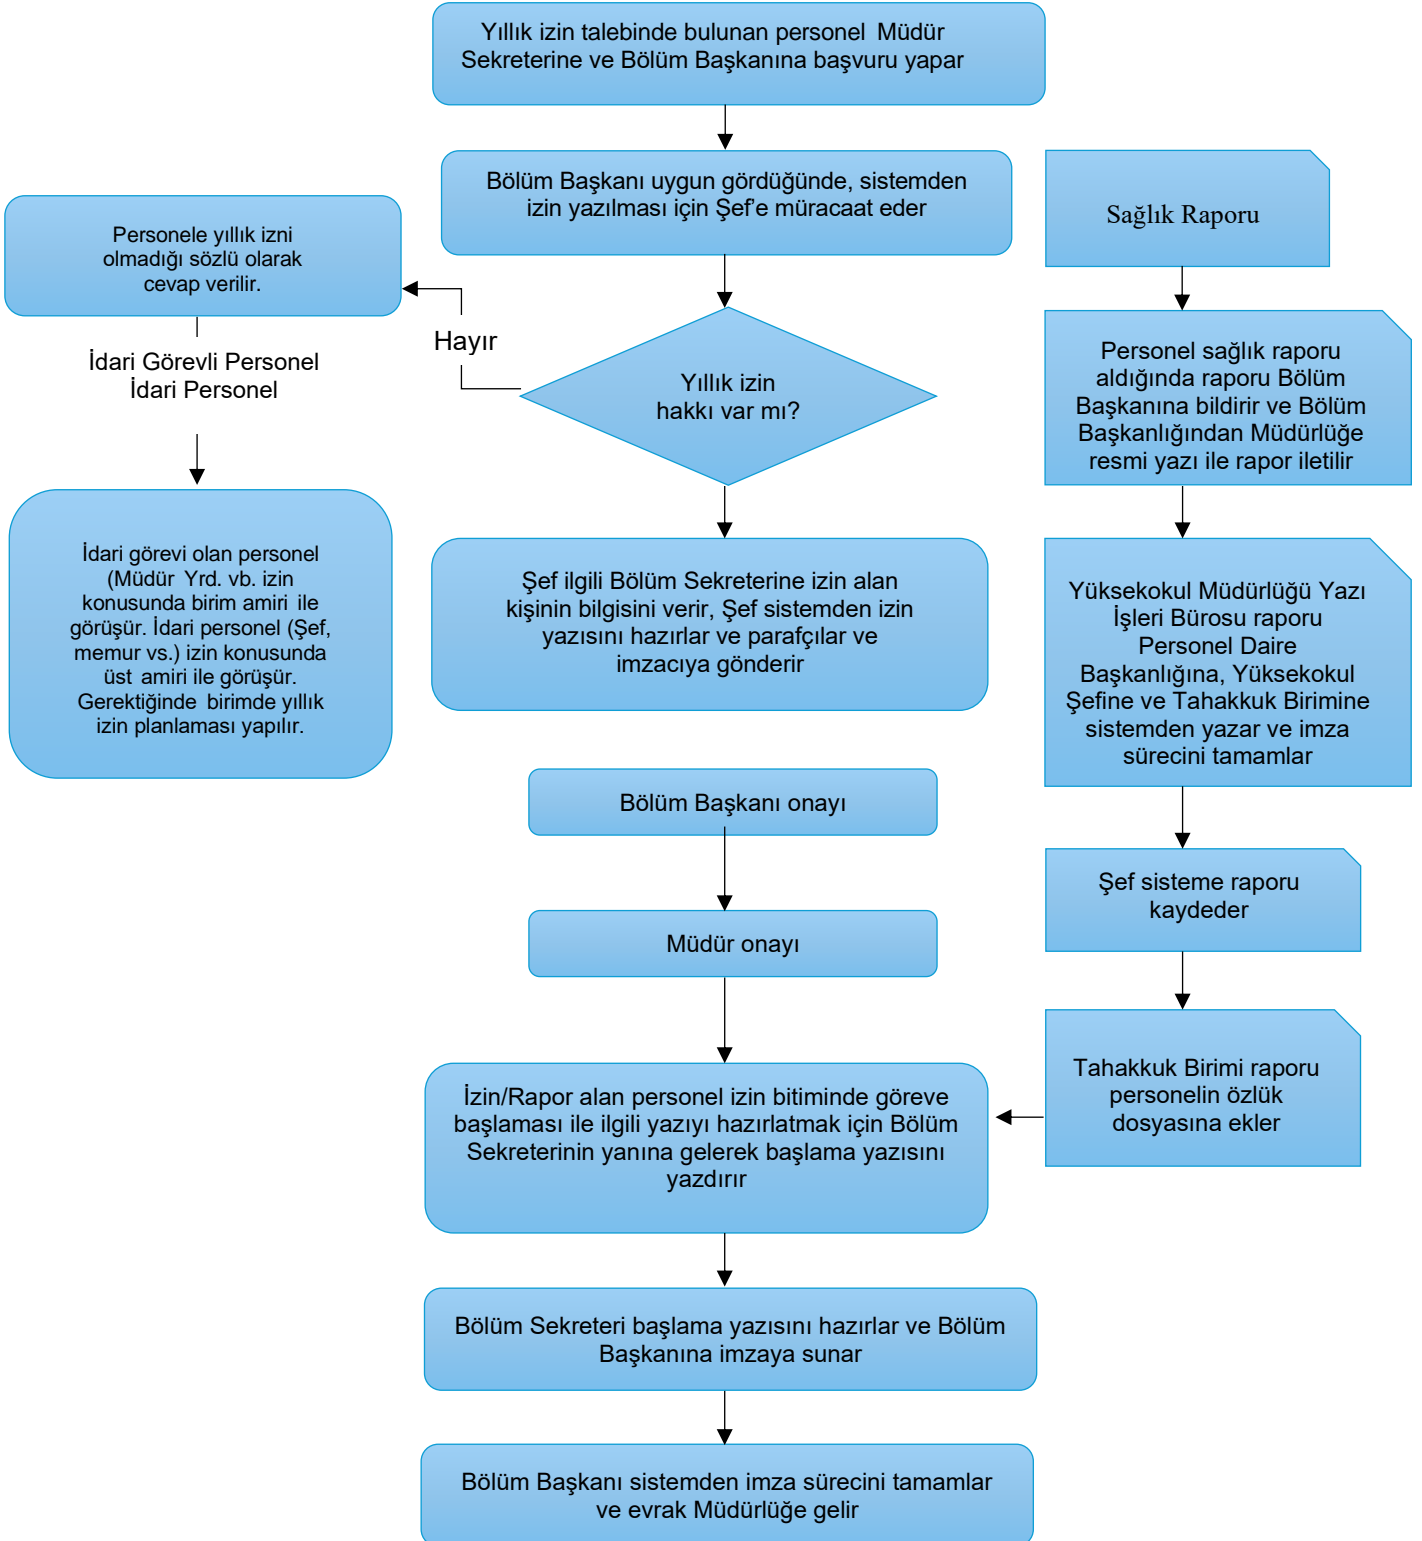 Yıllık izin talebinde bulunan personel Müdür
Sekreterine ve Bölüm Başkanına başvuru yapar
Bölüm Başkanı uygun gördüğünde, sistemden
izin yazılması için Şef’e müracaat eder
Personele yıllık izni
olmadığı sözlü olarak
cevap verilir.
Hayır
İdari Görevli Personel
İdari Personel
Yıllık izin
hakkı var mı?
İdari görevi olan personel
(Müdür Yrd. vb. izin
konusunda birim amiri ile
görüşür. İdari personel (Şef,
memur vs.) izin konusunda
üst amiri ile görüşür.
Gerektiğinde birimde yıllık
izin planlaması yapılır.
Şef ilgili Bölüm Sekreterine izin alan
kişinin bilgisini verir, Şef sistemden izin
yazısını hazırlar ve parafçılar ve
imzacıya gönderir
Bölüm Başkanı onayı
Müdür onayı
Sağlık Raporu
Personel sağlık raporu
aldığında raporu Bölüm
Başkanına bildirir ve Bölüm
Başkanlığından Müdürlüğe
resmi yazı ile rapor iletilir
Yüksekokul Müdürlüğü Yazı
İşleri Bürosu raporu
Personel Daire
Başkanlığına, Yüksekokul
Şefine ve Tahakkuk Birimine
sistemden yazar ve imza
sürecini tamamlar
Şef sisteme raporu
kaydeder
Tahakkuk Birimi raporu
personelin özlük
dosyasına ekler
İzin/Rapor alan personel izin bitiminde göreve
başlaması ile ilgili yazıyı hazırlatmak için Bölüm
Sekreterinin yanına gelerek başlama yazısını
yazdırır
Bölüm Sekreteri başlama yazısını hazırlar ve Bölüm
Başkanına imzaya sunar
Bölüm Başkanı sistemden imza sürecini tamamlar
ve evrak Müdürlüğe gelir